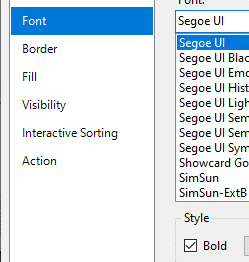 Font
Border
Fill
Visibility
Interactive Sorting
Action
Font:
Segoe UI
Segoe UI
Segoe UI Blac
Segoe UI Emo
Segoe UI Hist
Segoe UI Ligh
Segoe UI Sem
Segoe UI Sem
Segoe UI Sym
Showcard Go
SimSun
SimSun-ExtB
Style
Bold